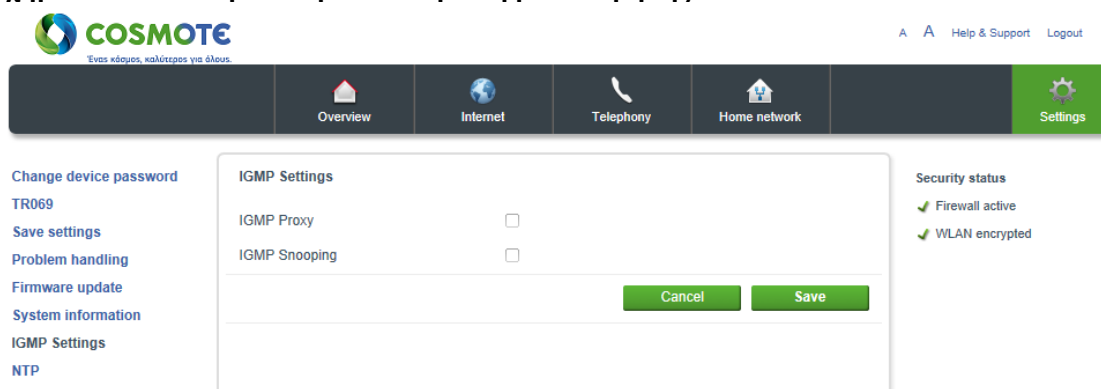 COSMOTE
Ένας κόσμος, καλύτερος για όλους.
A A Help & Support Logout
Overview Internet Telephony Home network Settings
Change device password
TR069
Save settings
Problem handling
Firmware update
System information
IGMP Settings
NTP
IGMP Settings
IGMP Proxy
IGMP Snooping
Cancel Save
Security status
Firewall active
WLAN encrypted